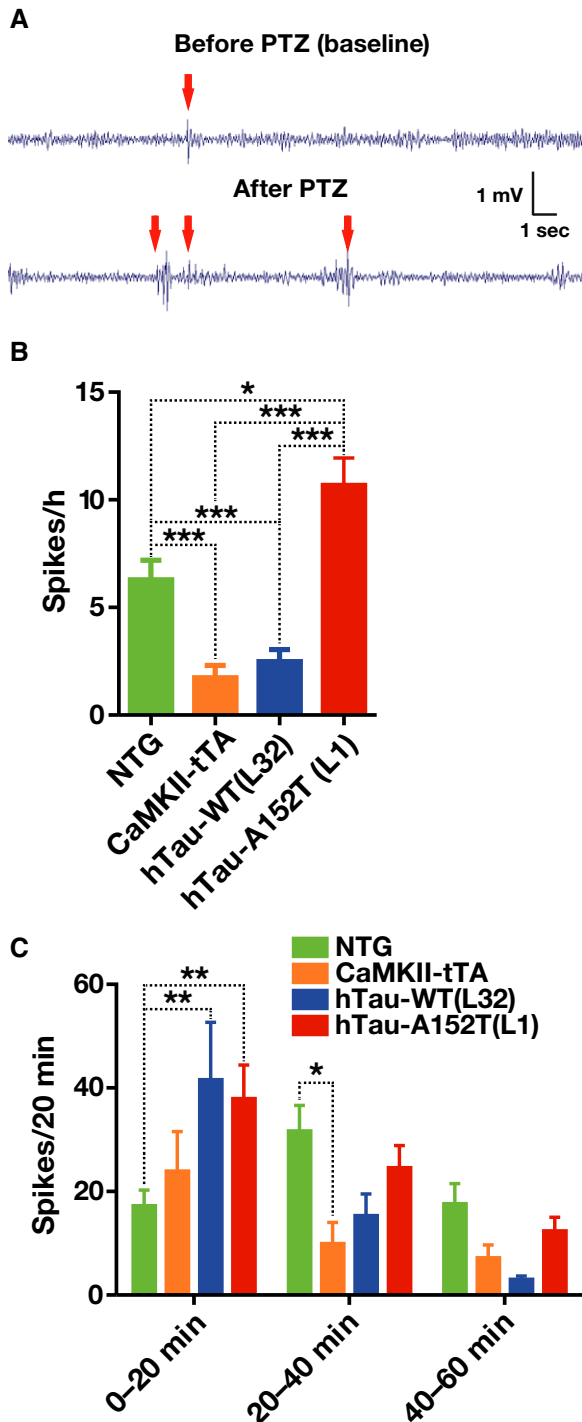 A
Before PTZ (baseline)
After PTZ
1 mV
1 sec
B
15
10
5
0
Spikes/h
*
***
***
***
***
NTG
CaMKII-tTA
hTau-WT(L32)
hTau-A152T (L1)
C
NTG
CaMKII-tTA
hTau-WT(L32)
hTau-A152T(L1)
60
40
20
0
Spikes/20 min
**
**
*
0–20 min
20–40 min
40–60 min